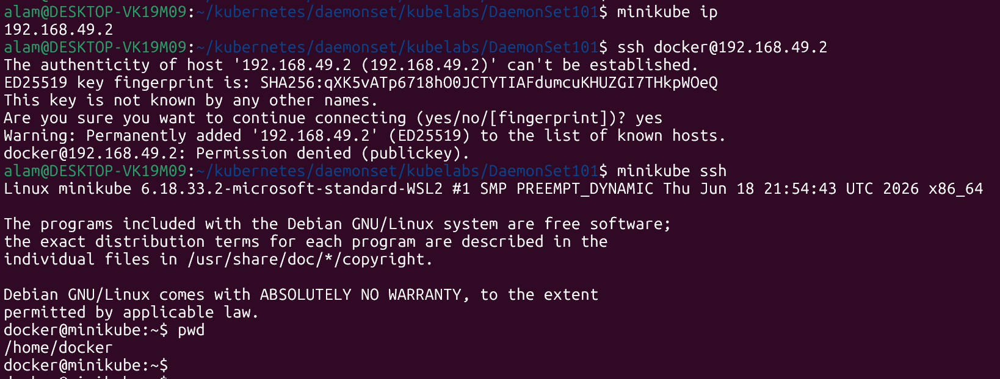 alam@DESKTOP-VK19M09:~/kubernetes/daemonset/kubelabs/DaemonSet101$ minikube ip
192.168.49.2
alam@DESKTOP-VK19M09:~/kubernetes/daemonset/kubelabs/DaemonSet101$ ssh docker@192.168.49.2
The authenticity of host '192.168.49.2 (192.168.49.2)' can't be established.
ED25519 key fingerprint is: SHA256:qXK5vATp6718hO0JCTYTIAFdumcuKHUZGI7THkpWOeQ
This key is not known by any other names.
Are you sure you want to continue connecting (yes/no/[fingerprint])? yes
Warning: Permanently added '192.168.49.2' (ED25519) to the list of known hosts.
docker@192.168.49.2: Permission denied (publickey).
alam@DESKTOP-VK19M09:~/kubernetes/daemonset/kubelabs/DaemonSet101$ minikube ssh
Linux minikube 6.18.33.2-microsoft-standard-WSL2 #1 SMP PREEMPT_DYNAMIC Thu Jun 18 21:54:43 UTC 2026 x86_64
The programs included with the Debian GNU/Linux system are free software;
the exact distribution terms for each program are described in the
individual files in /usr/share/doc/*/copyright.
Debian GNU/Linux comes with ABSOLUTELY NO WARRANTY, to the extent
permitted by applicable law.
docker@minikube:~$ pwd
/home/docker
docker@minikube:~$